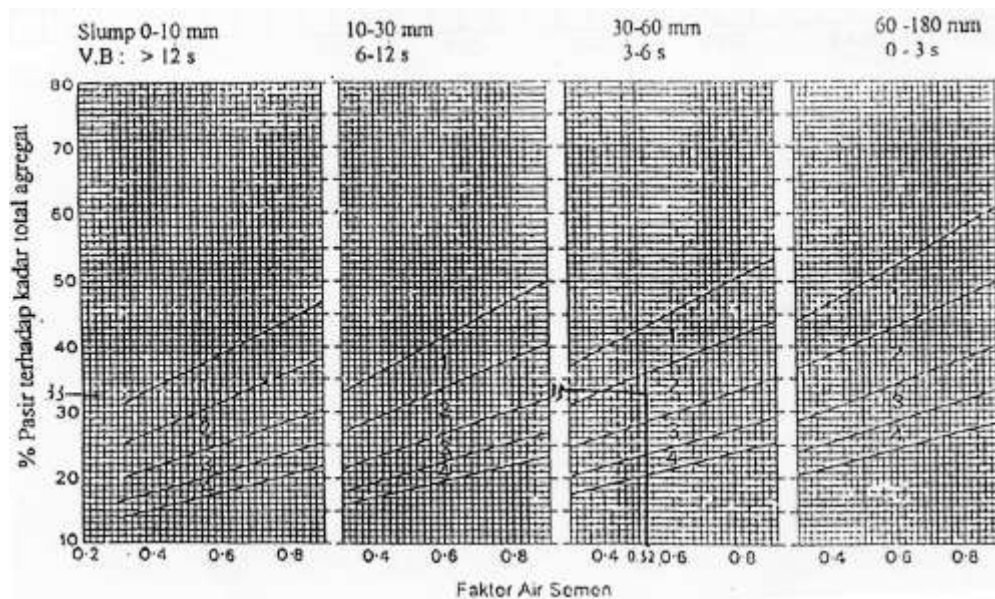 Slump 0-10 mm 10-30 mm 30-60 mm 60 -180 mm
V.B : > 12 s 6-12 s 3-6 s 0 - 3 s
% Pasir terhadap kadar total agregat
80
70
60
50
40
30
20
10
0·2 0·4 0·6 0·8 0·4 0·6 0·8 0·4 0.52 0·6 0·8 0·4 0·6 0·8
Faktor Air Semen